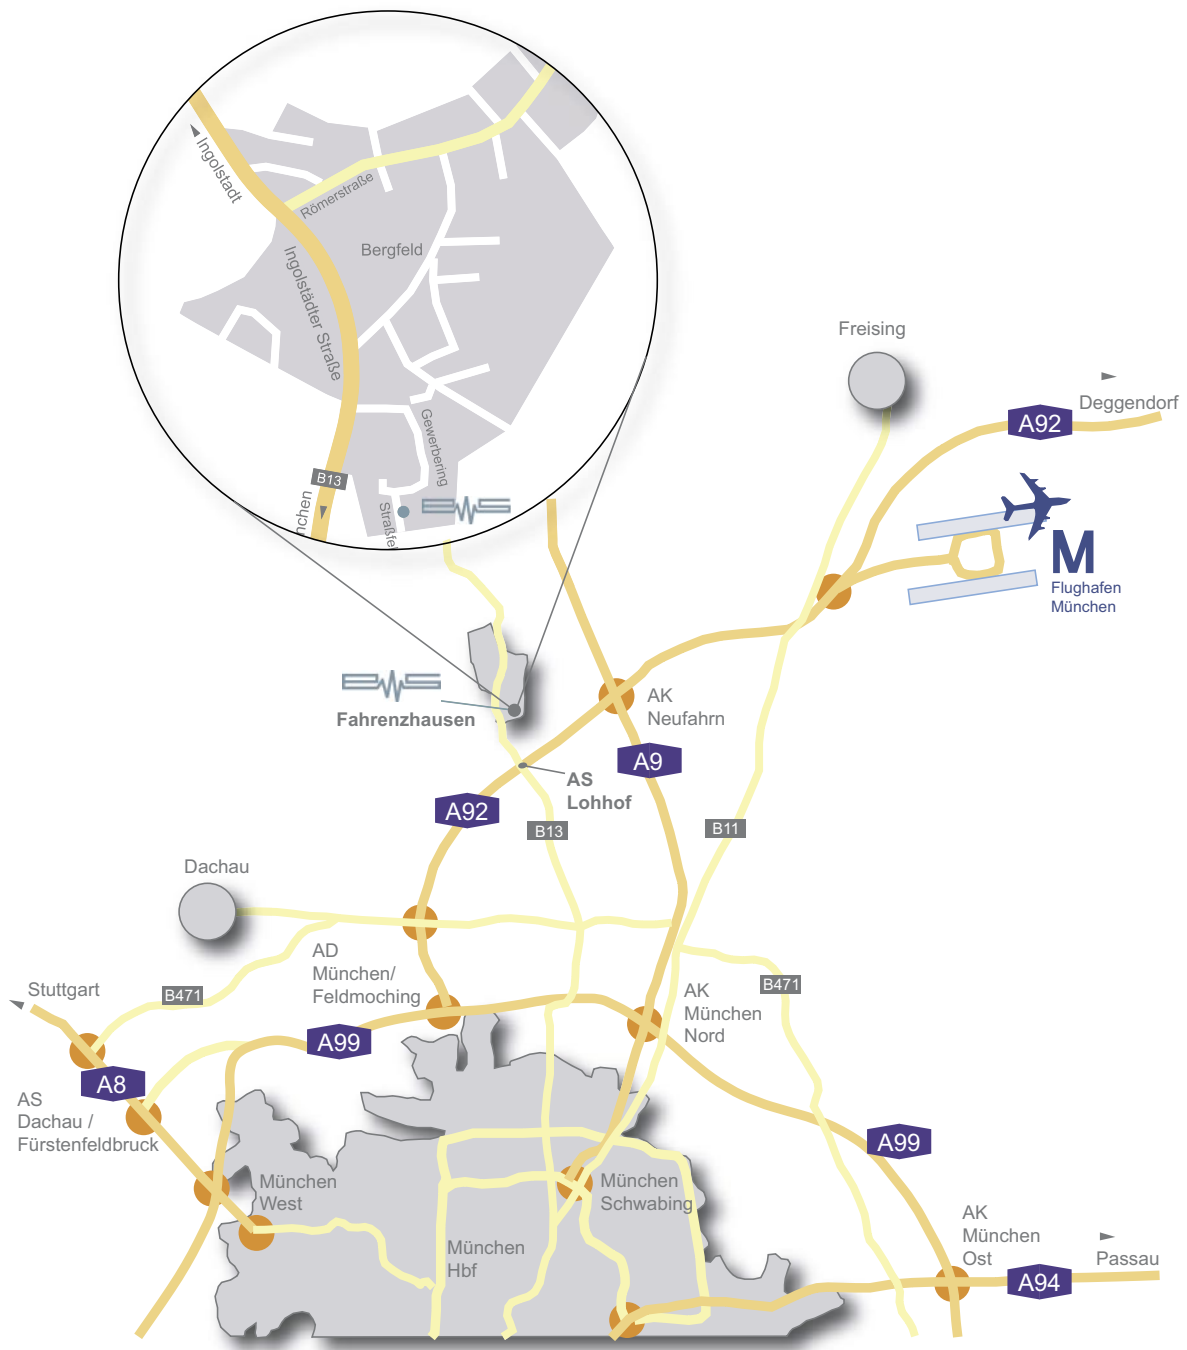 Ingolstadt
Römerstraße
Bergfeld
Ingolstädter Straße
Gewerbering
B13
Freising
Deggendorf
A92
M
Flughafen
München
AK
Neufahrn
Fahrenzhausen
A9
AS
Lohhof
A92
B13
B11
Dachau
AD
München/
Feldmoching
B471
Stuttgart
B471
AK
München
Nord
A99
A8
AS
Dachau /
Fürstenfeldbruck
A99
München
West
München
Schwabing
München
Hbf
AK
München
Ost
Passau
A94